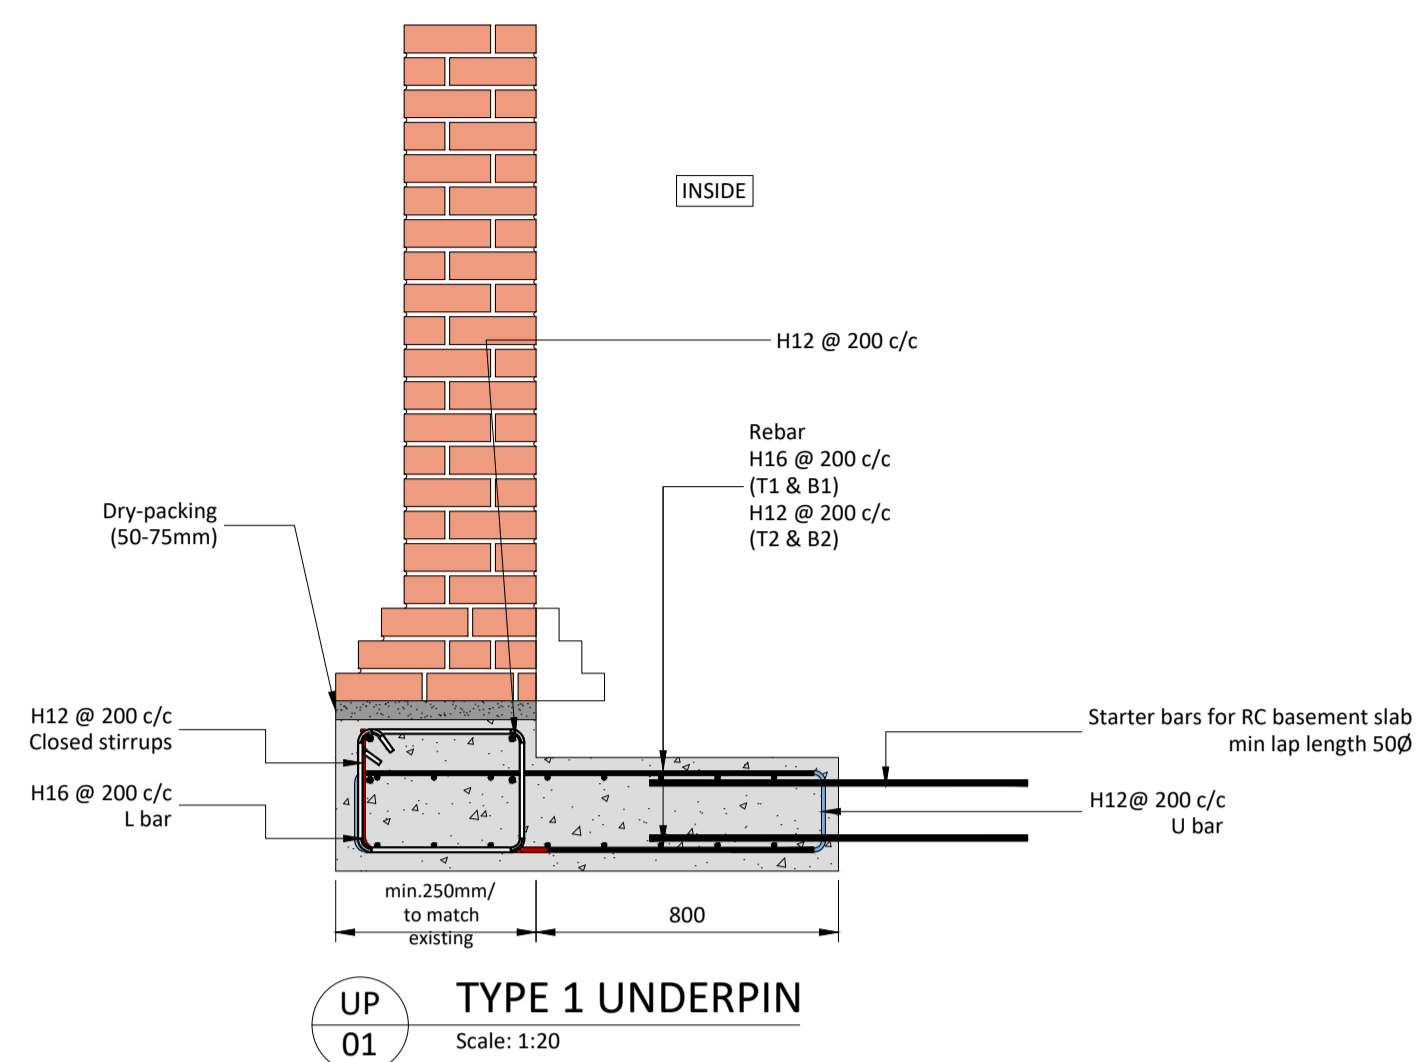 INSIDE
H12 @ 200 c/c
Rebar
H16 @ 200 c/c
(T1 & B1)
H12 @ 200 c/c
(T2 & B2)
Dry-packing
(50-75mm)
H12 @ 200 c/c
Closed stirrups
H16 @ 200 c/c
L bar
Starter bars for RC basement slab
min lap length 50Ø
H12@ 200 c/c
U bar
min.250mm/
to match
existing
800
UP
01
TYPE 1 UNDERPIN
Scale: 1:20